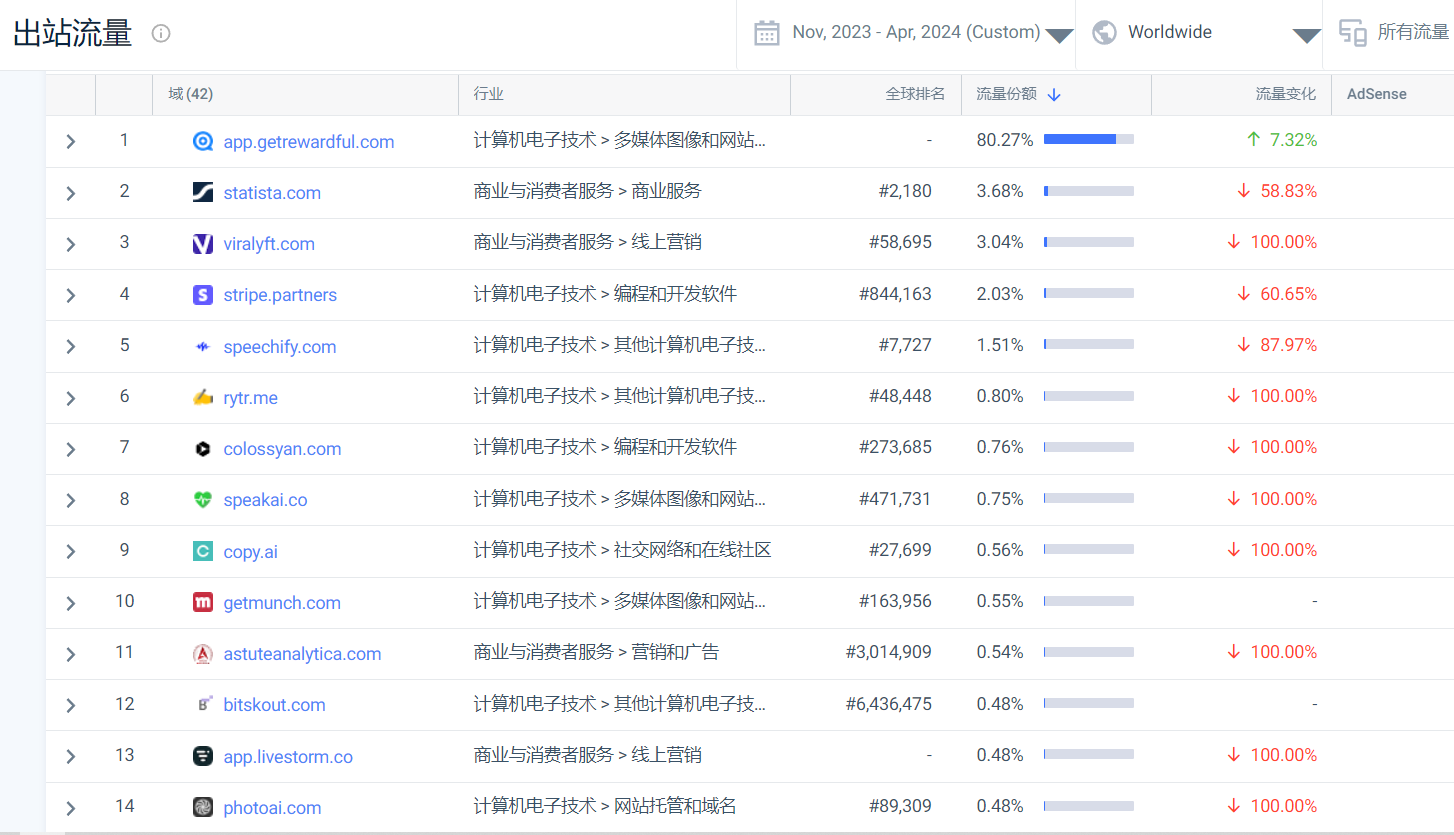 出站流量
Nov, 2023 - Apr, 2024 (Custom)
Worldwide
所有流量
域 (42) 行业 全球排名 流量份额 流量变化 AdSense
1 app.getrewardful.com 计算机电子技术 > 多媒体图像和网站... - 80.27% 7.32%
2 statista.com 商业与消费者服务 > 商业服务 #2,180 3.68% 58.83%
3 viralyft.com 商业与消费者服务 > 线上营销 #58,695 3.04% 100.00%
4 stripe.partners 计算机电子技术 > 编程和开发软件 #844,163 2.03% 60.65%
5 speechify.com 计算机电子技术 > 其他计算机电子技... #7,727 1.51% 87.97%
6 rytr.me 计算机电子技术 > 其他计算机电子技... #48,448 0.80% 100.00%
7 colossyan.com 计算机电子技术 > 编程和开发软件 #273,685 0.76% 100.00%
8 speakai.co 计算机电子技术 > 多媒体图像和网站... #471,731 0.75% 100.00%
9 copy.ai 计算机电子技术 > 社交网络和在线社区 #27,699 0.56% 100.00%
10 getmunch.com 计算机电子技术 > 多媒体图像和网站... #163,956 0.55% -
11 astuteanalytica.com 商业与消费者服务 > 营销和广告 #3,014,909 0.54% 100.00%
12 bitskout.com 计算机电子技术 > 其他计算机电子技... #6,436,475 0.48% -
13 app.livestorm.co 商业与消费者服务 > 线上营销 - 0.48% 100.00%
14 photoai.com 计算机电子技术 > 网站托管和域名 #89,309 0.48% 100.00%